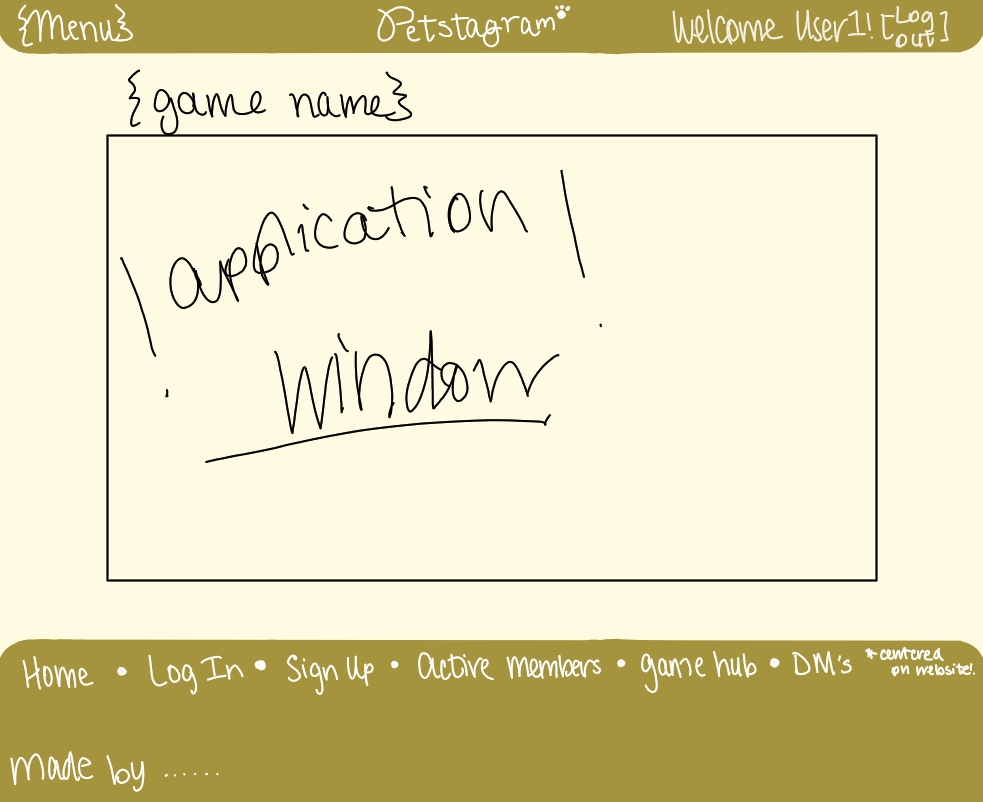 {Menu}
Petstagram
Welcome User1! [Log out]
{game name}
application
window
Home • Log In • Sign Up • Active members • game hub • DM's
*centered
on website!
made by ......